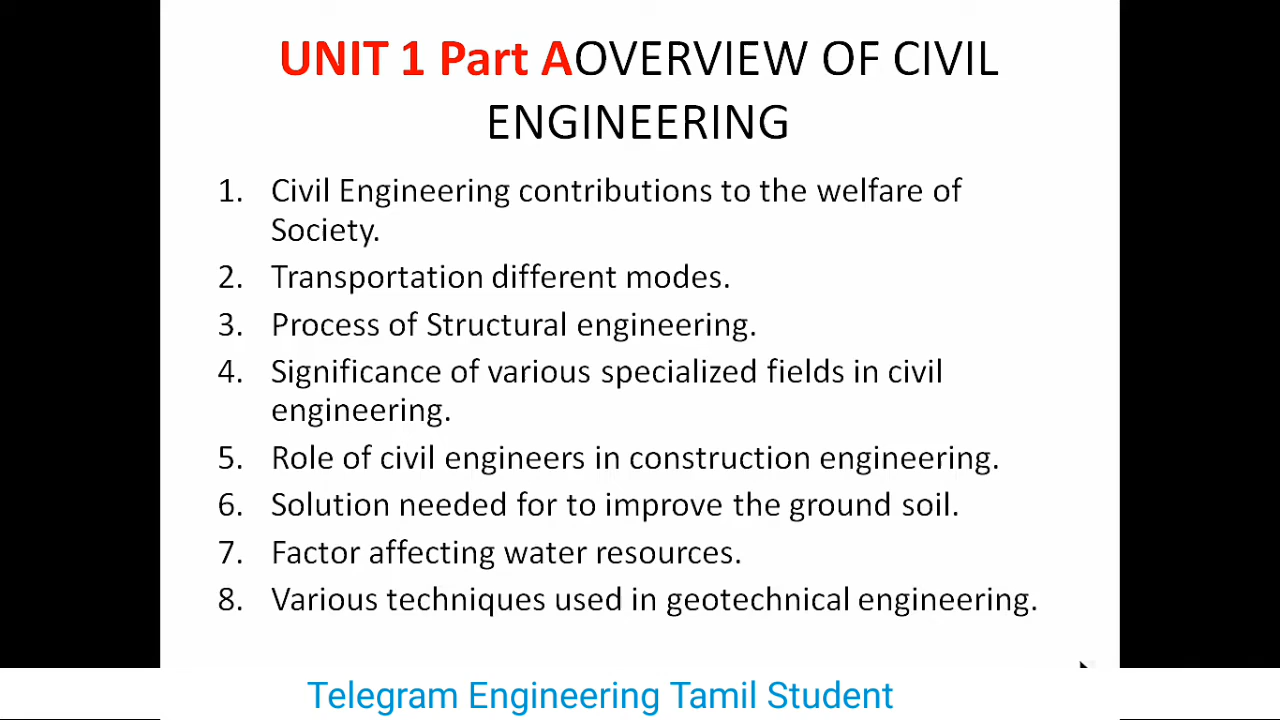 UNIT 1 Part AOVERVIEW OF CIVIL
ENGINEERING
1. Civil Engineering contributions to the welfare of
Society.
2. Transportation different modes.
3. Process of Structural engineering.
4. Significance of various specialized fields in civil
engineering.
5. Role of civil engineers in construction engineering.
6. Solution needed for to improve the ground soil.
7. Factor affecting water resources.
8. Various techniques used in geotechnical engineering.
Telegram Engineering Tamil Student